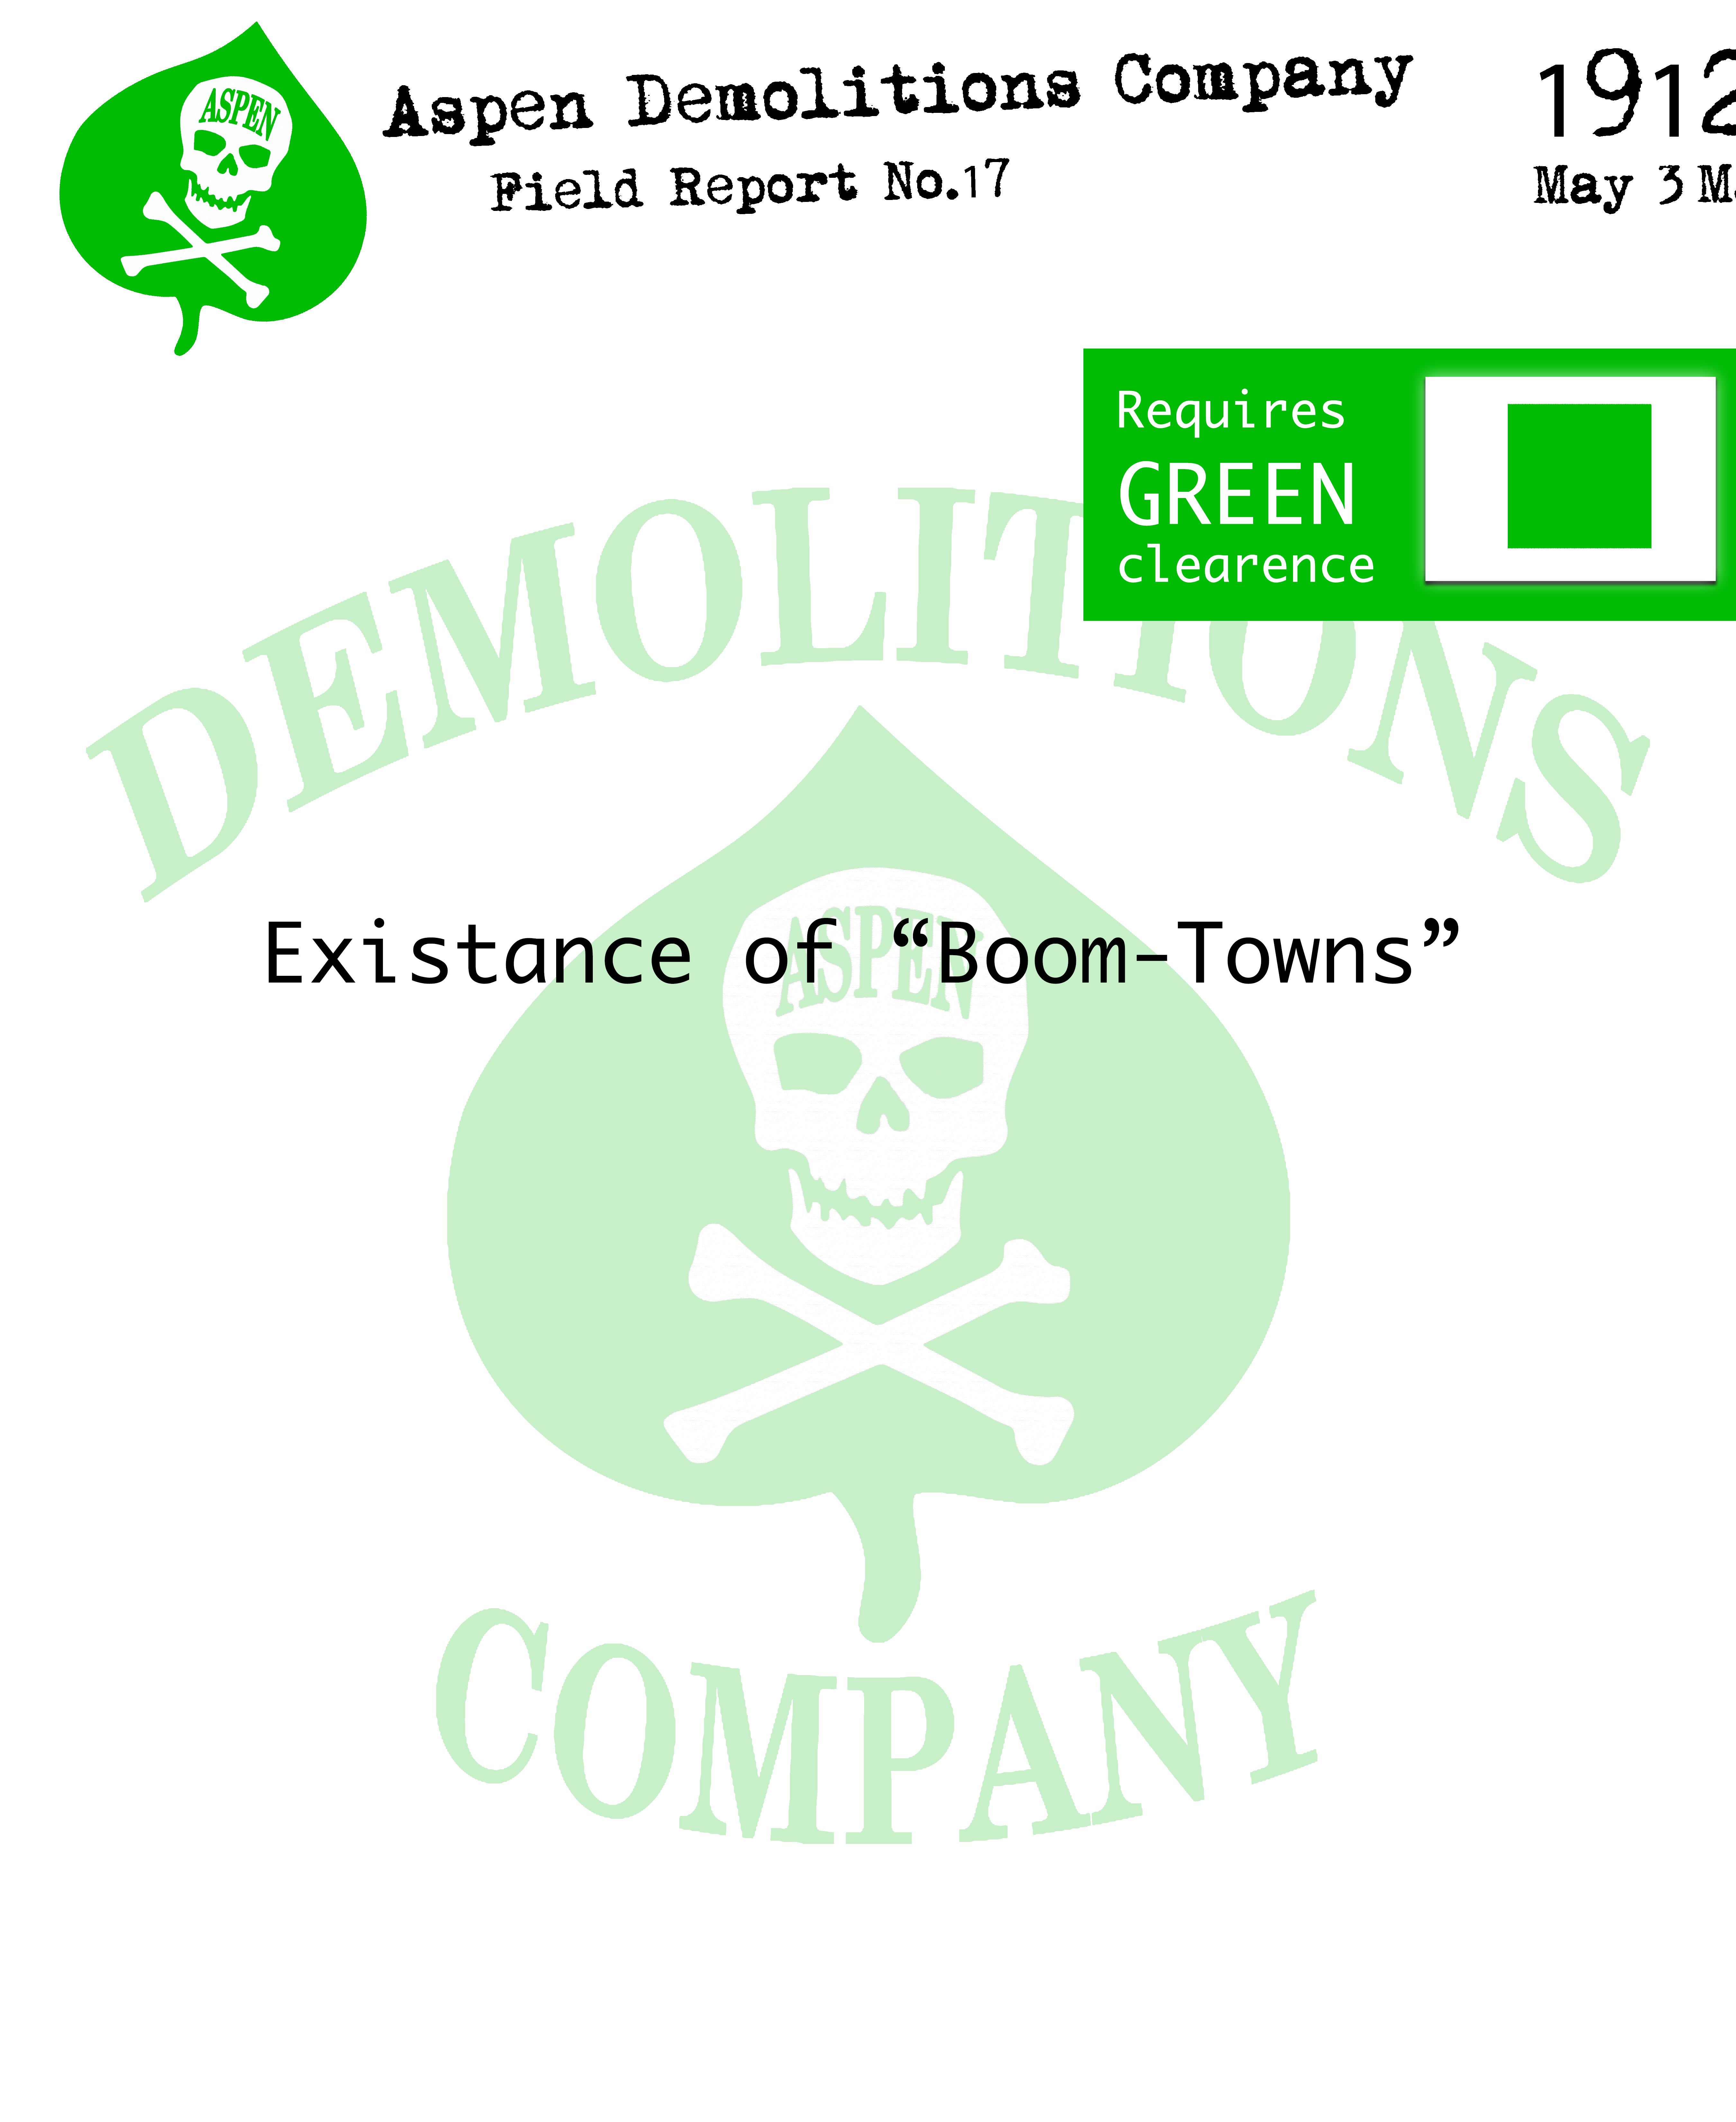 ASPEN
Aspen Demolitions Company
Field Report No.17
1912
May 3
Requires
GREEN
clearence
DEMOLITIONS
Existance of “Boom-Towns”
ASPEN
COMPANY